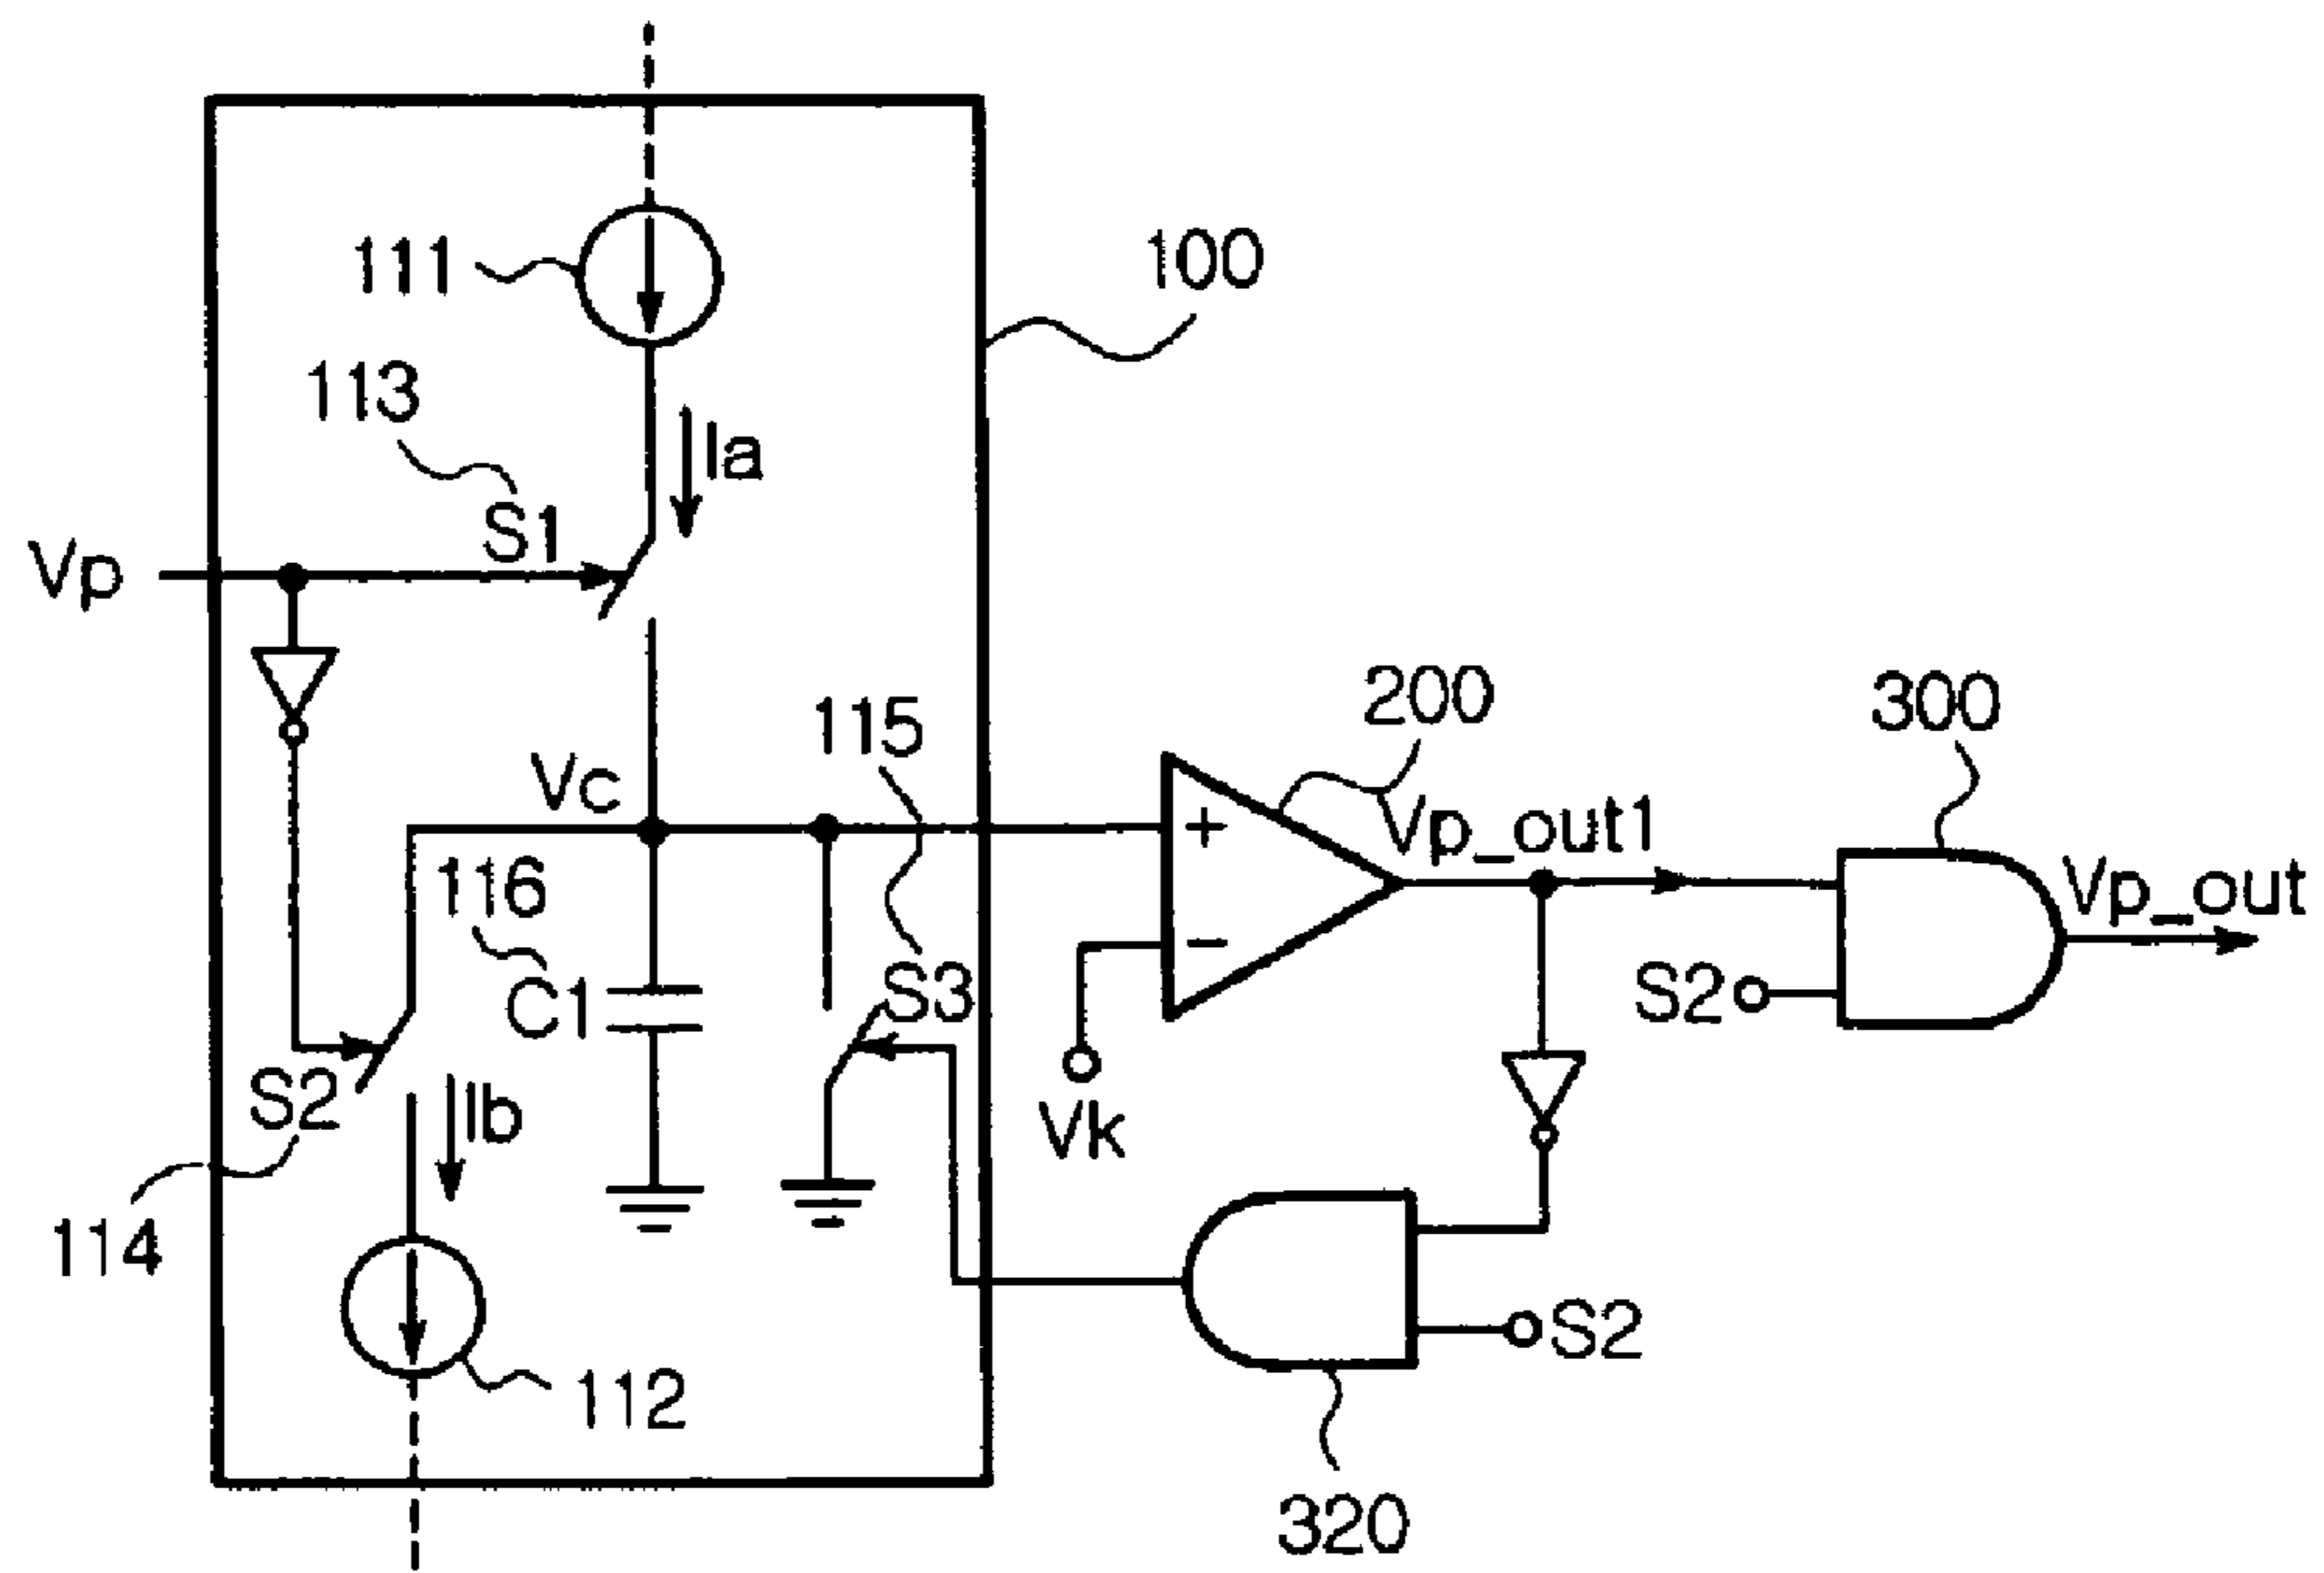 111
100
113
Ia
S1
Vp
115
200
300
Vc
Vp_out1
116
Vp_out
C1
S3
S2
S2
Ib
Vk
114
S2
112
320
+
−